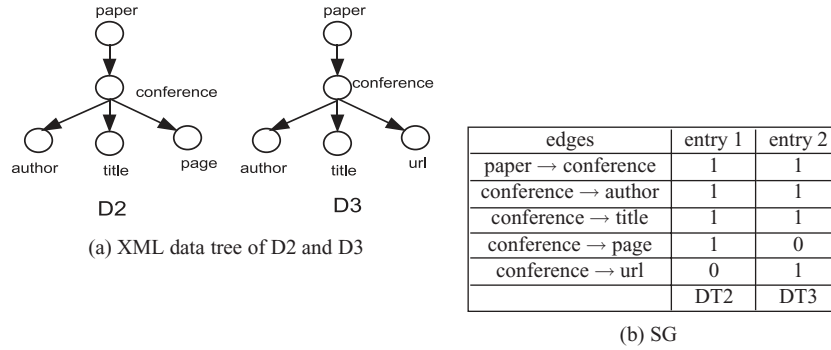 paper
paper
conference
conference
author
title
page
author
title
url
D2
D3
(a) XML data tree of D2 and D3
edges entry 1 entry 2
paper → conference 1 1
conference → author 1 1
conference → title 1 1
conference → page 1 0
conference → url 0 1
DT2 DT3
(b) SG